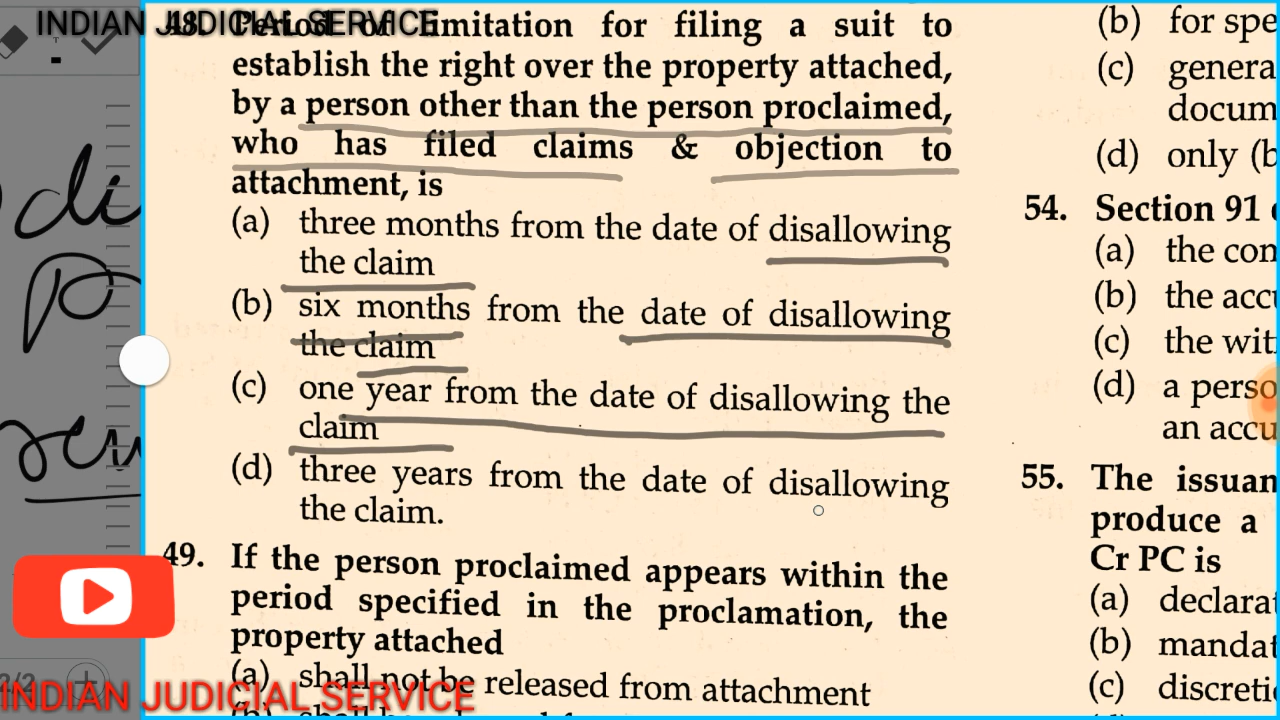 INDIAN JUDICIAL SERVICE
48. Period of limitation for filing a suit to
establish the right over the property attached,
by a person other than the person proclaimed,
who has filed claims & objection to
attachment, is
(a) three months from the date of disallowing
the claim
(b) six months from the date of disallowing
the claim
(c) one year from the date of disallowing the
claim
(d) three years from the date of disallowing
the claim.
49. If the person proclaimed appears within the
period specified in the proclamation, the
property attached
(a) shall not be released from attachment
(b) for spe
(c) genera
docum
(d) only (b
54. Section 91
(a) the con
(b) the accu
(c) the wit
(d) a perso
an accu
55. The issuan
produce a
Cr PC is
(a) declarat
(b) mandat
(c) discretio
INDIAN JUDICIAL SERVICE